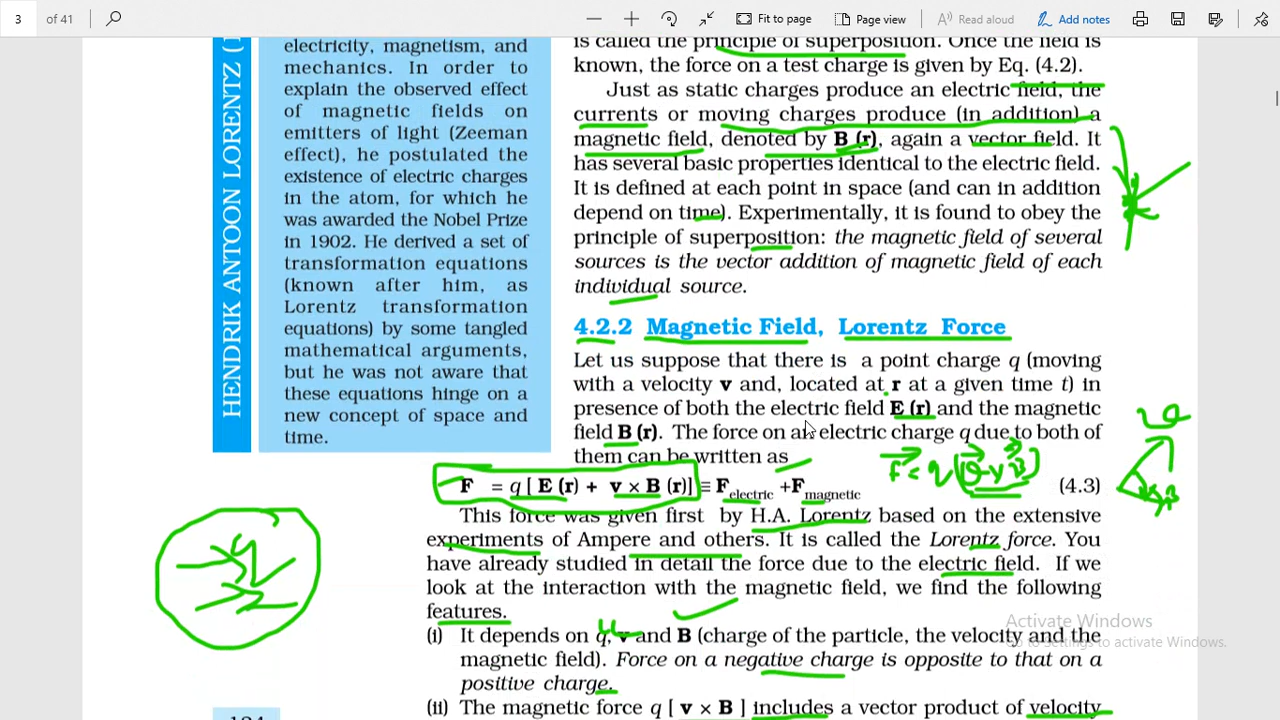 3 of 41
Fit to page
Page view
Read aloud
Add notes
HENDRIK ANTOON LORENTZ (
electricity, magnetism, and
mechanics. In order to
explain the observed effect
of magnetic fields on
emitters of light (Zeeman
effect), he postulated the
existence of electric charges
in the atom, for which he
was awarded the Nobel Prize
in 1902. He derived a set of
transformation equations
(known after him, as
Lorentz transformation
equations) by some tangled
mathematical arguments,
but he was not aware that
these equations hinge on a
new concept of space and
time.
is called the principle of superposition. Once the field is
known, the force on a test charge is given by Eq. (4.2).
Just as static charges produce an electric field, the
currents or moving charges produce (in addition) a
magnetic field, denoted by B (r), again a vector field. It
has several basic properties identical to the electric field.
It is defined at each point in space (and can in addition
depend on time). Experimentally, it is found to obey the
principle of superposition: the magnetic field of several
sources is the vector addition of magnetic field of each
individual source.
4.2.2 Magnetic Field, Lorentz Force
Let us suppose that there is a point charge q (moving
with a velocity v and, located at r at a given time t) in
presence of both the electric field E (r) and the magnetic
field B (r). The force on an electric charge q due to both of
them can be written as
F = q [ E (r) + v × B (r)] ≡ Felectric +Fmagnetic (4.3)
This force was given first by H.A. Lorentz based on the extensive
experiments of Ampere and others. It is called the Lorentz force. You
have already studied in detail the force due to the electric field. If we
look at the interaction with the magnetic field, we find the following
features.
(i) It depends on q, v and B (charge of the particle, the velocity and the
magnetic field). Force on a negative charge is opposite to that on a
positive charge.
(ii) The magnetic force q [ v × B ] includes a vector product of velocity
Activate Windows
Go to Settings to activate Windows.